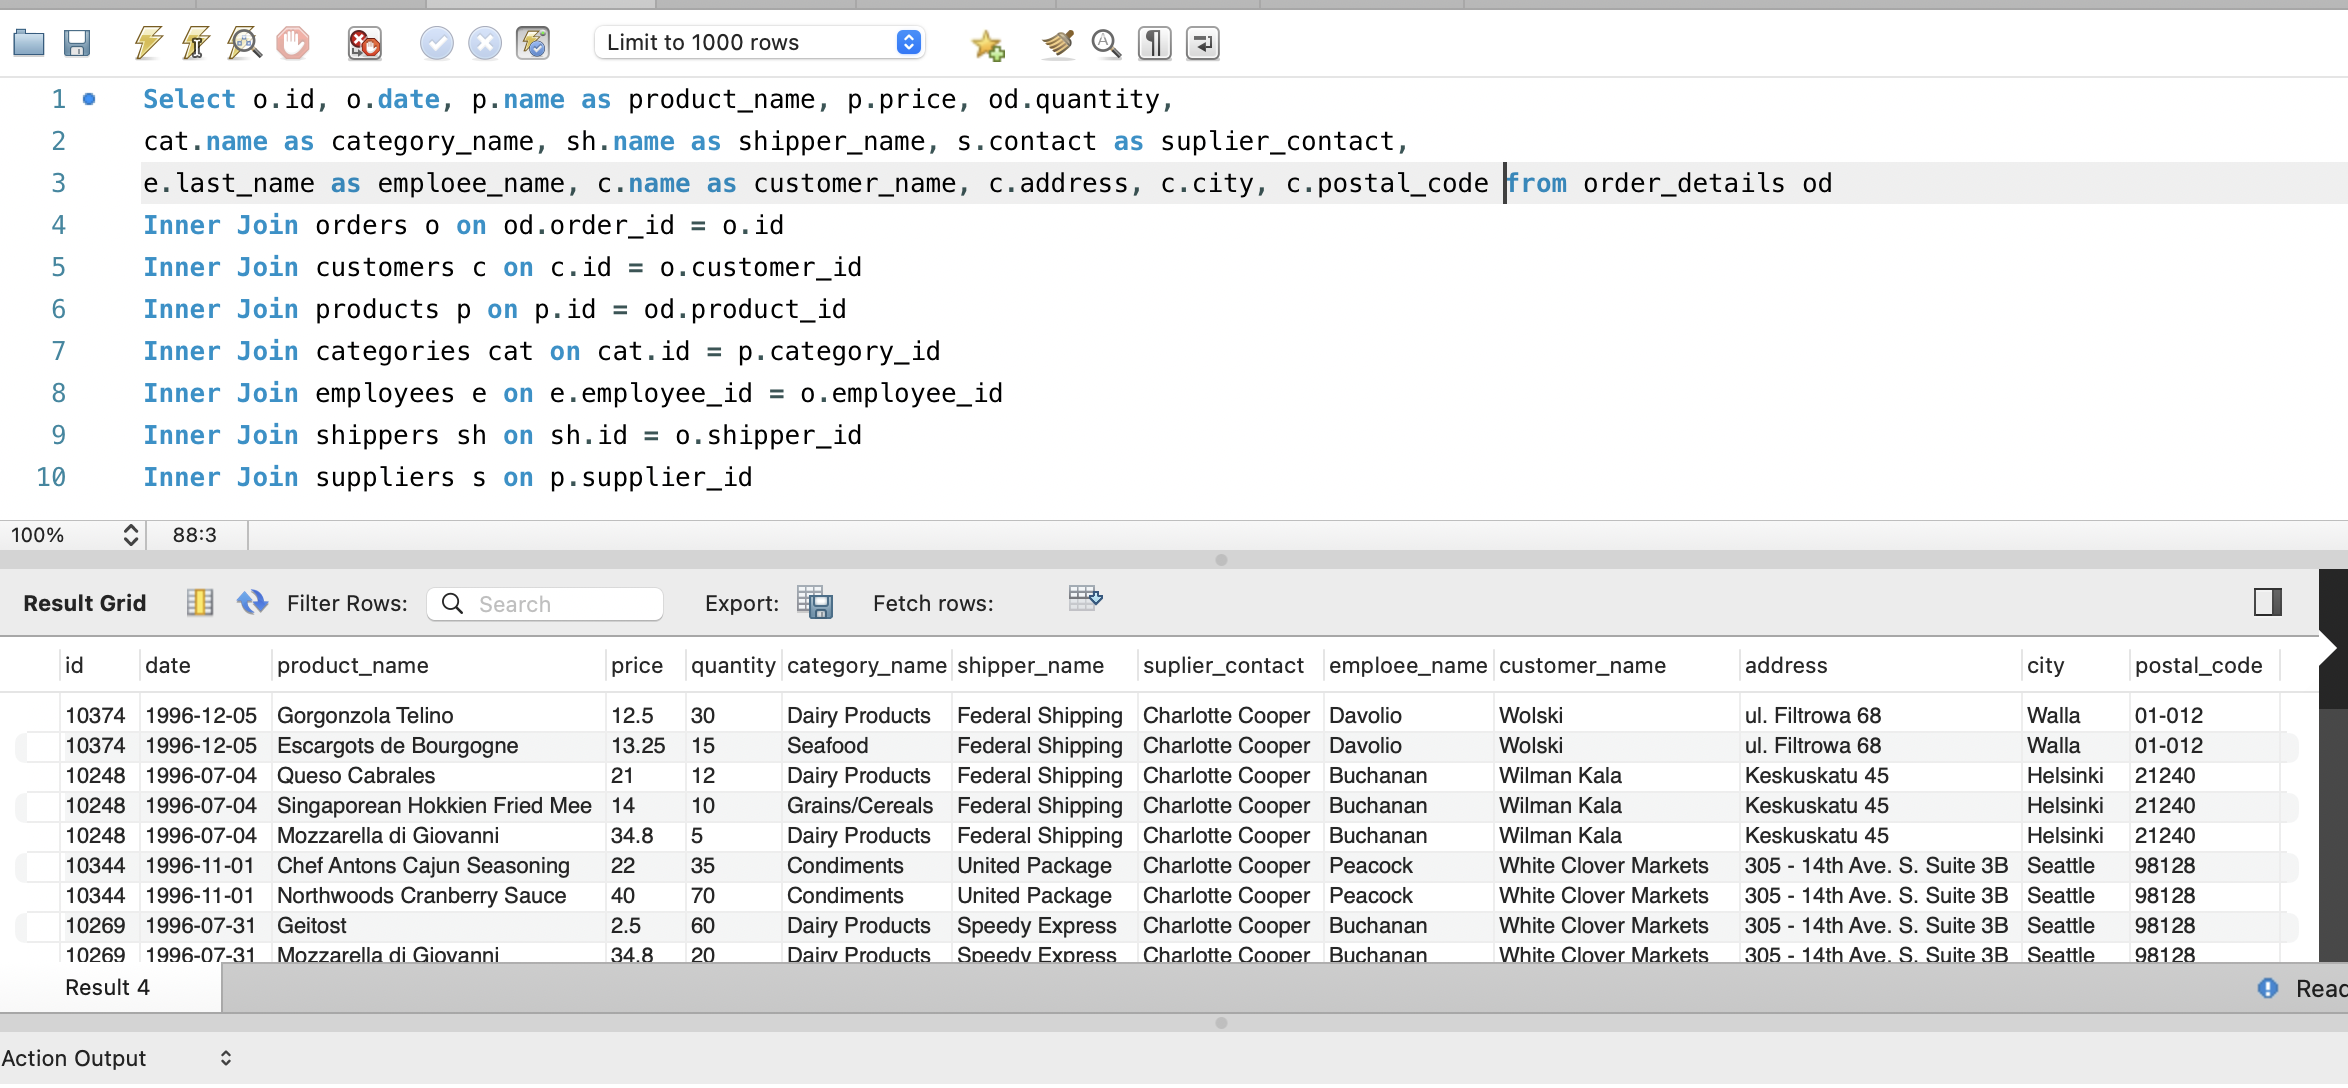 Limit to 1000 rows
1 Select o.id, o.date, p.name as product_name, p.price, od.quantity,
2 cat.name as category_name, sh.name as shipper_name, s.contact as suplier_contact,
3 e.last_name as emploee_name, c.name as customer_name, c.address, c.city, c.postal_code from order_details od
4 Inner Join orders o on od.order_id = o.id
5 Inner Join customers c on c.id = o.customer_id
6 Inner Join products p on p.id = od.product_id
7 Inner Join categories cat on cat.id = p.category_id
8 Inner Join employees e on e.employee_id = o.employee_id
9 Inner Join shippers sh on sh.id = o.shipper_id
10 Inner Join suppliers s on p.supplier_id
100% 88:3
Result Grid Filter Rows: Search Export: Fetch rows:
id date product_name price quantity category_name shipper_name suplier_contact emploee_name customer_name address city postal_code
10374 1996-12-05 Gorgonzola Telino 12.5 30 Dairy Products Federal Shipping Charlotte Cooper Davolio Wolski ul. Filtrowa 68 Walla 01-012
10374 1996-12-05 Escargots de Bourgogne 13.25 15 Seafood Federal Shipping Charlotte Cooper Davolio Wolski ul. Filtrowa 68 Walla 01-012
10248 1996-07-04 Queso Cabrales 21 12 Dairy Products Federal Shipping Charlotte Cooper Buchanan Wilman Kala Keskuskatu 45 Helsinki 21240
10248 1996-07-04 Singaporean Hokkien Fried Mee 14 10 Grains/Cereals Federal Shipping Charlotte Cooper Buchanan Wilman Kala Keskuskatu 45 Helsinki 21240
10248 1996-07-04 Mozzarella di Giovanni 34.8 5 Dairy Products Federal Shipping Charlotte Cooper Buchanan Wilman Kala Keskuskatu 45 Helsinki 21240
10344 1996-11-01 Chef Antons Cajun Seasoning 22 35 Condiments United Package Charlotte Cooper Peacock White Clover Markets 305 - 14th Ave. S. Suite 3B Seattle 98128
10344 1996-11-01 Northwoods Cranberry Sauce 40 70 Condiments United Package Charlotte Cooper Peacock White Clover Markets 305 - 14th Ave. S. Suite 3B Seattle 98128
10269 1996-07-31 Geitost 2.5 60 Dairy Products Speedy Express Charlotte Cooper Buchanan White Clover Markets 305 - 14th Ave. S. Suite 3B Seattle 98128
10269 1996-07-31 Mozzarella di Giovanni 34.8 20 Dairy Products Speedy Express Charlotte Cooper Buchanan White Clover Markets 305 - 14th Ave. S. Suite 3B Seattle 98128
Result 4 Read
Action Output